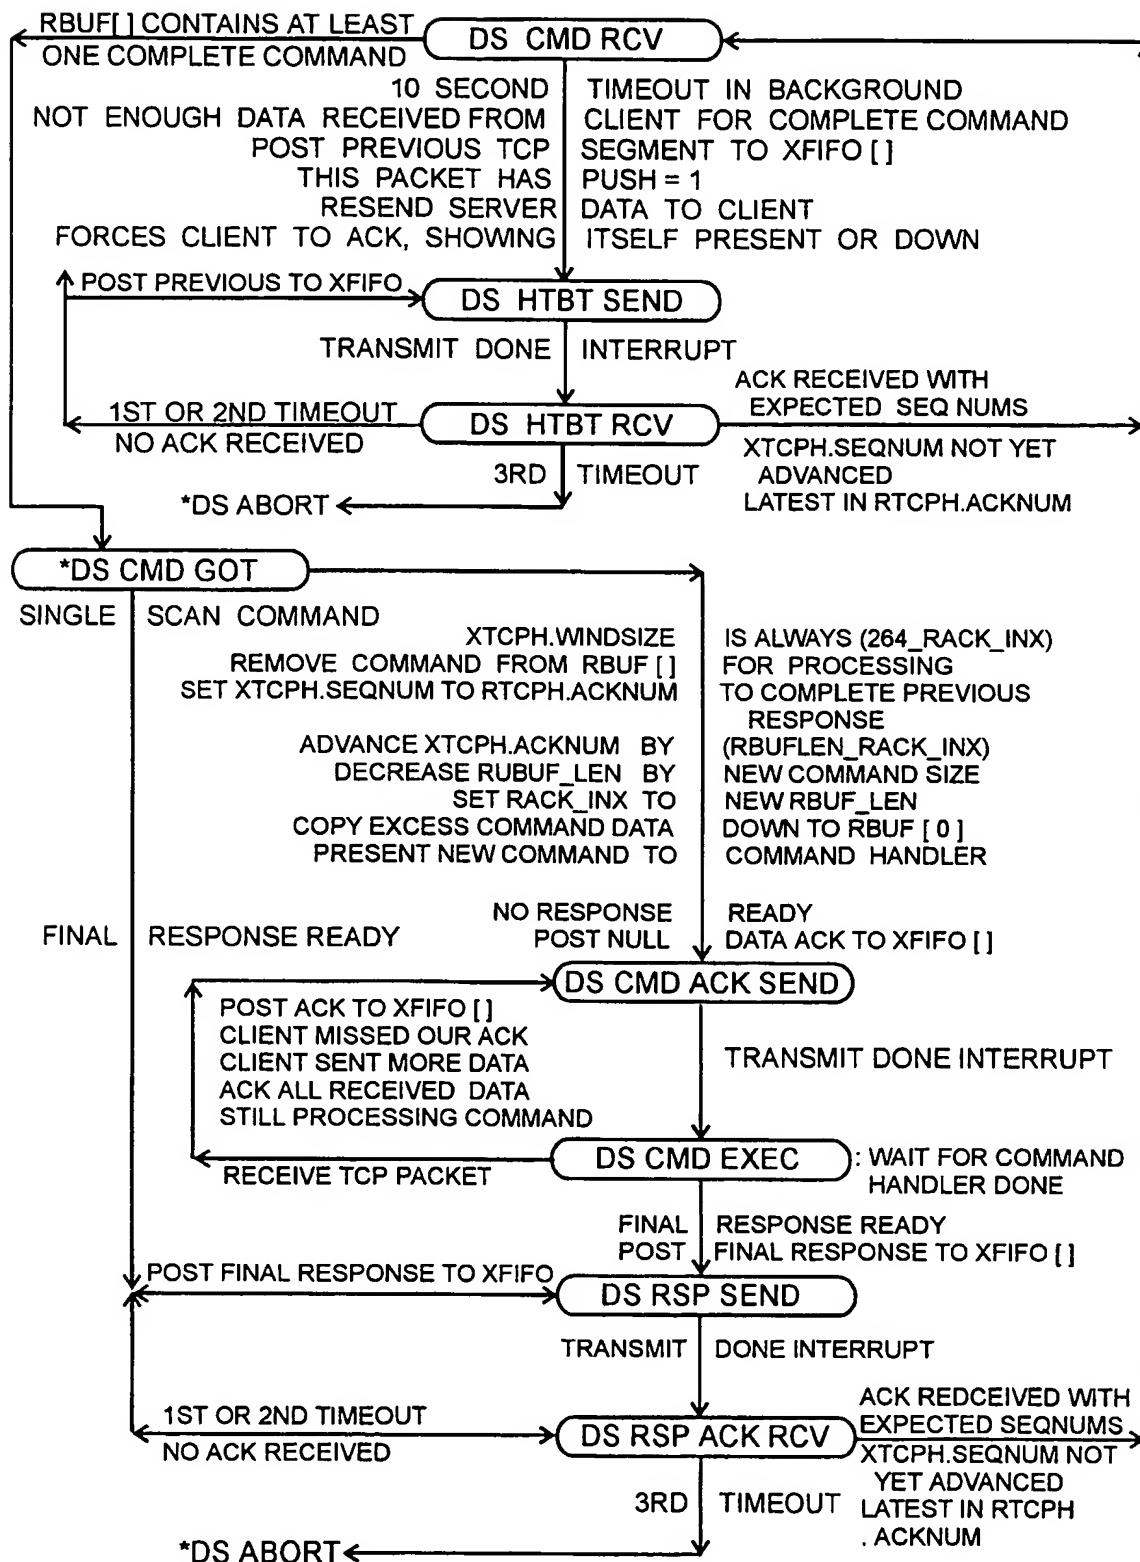 RBUF[ ] CONTAINS AT LEAST
ONE COMPLETE COMMAND
DS CMD RCV
10 SECOND TIMEOUT IN BACKGROUND
NOT ENOUGH DATA RECEIVED FROM CLIENT FOR COMPLETE COMMAND
POST PREVIOUS TCP SEGMENT TO XFIFO [ ]
THIS PACKET HAS PUSH = 1
RESEND SERVER DATA TO CLIENT
FORCES CLIENT TO ACK, SHOWING ITSELF PRESENT OR DOWN
POST PREVIOUS TO XFIFO
DS HTBT SEND
TRANSMIT DONE INTERRUPT
1ST OR 2ND TIMEOUT
NO ACK RECEIVED
DS HTBT RCV
ACK RECEIVED WITH
EXPECTED SEQ NUMS
XTCPH.SEQNUM NOT YET
ADVANCED
LATEST IN RTCPH.ACKNUM
3RD TIMEOUT
*DS ABORT
*DS CMD GOT
SINGLE SCAN COMMAND
XTCPH.WINDSIZE IS ALWAYS (264_RACK_INX)
REMOVE COMMAND FROM RBUF [ ] FOR PROCESSING
SET XTCPH.SEQNUM TO RTCPH.ACKNUM TO COMPLETE PREVIOUS
RESPONSE
ADVANCE XTCPH.ACKNUM BY (RBUFLEN_RACK_INX)
DECREASE RUBUF_LEN BY NEW COMMAND SIZE
SET RACK_INX TO NEW RBUF_LEN
COPY EXCESS COMMAND DATA DOWN TO RBUF [ 0 ]
PRESENT NEW COMMAND TO COMMAND HANDLER
NO RESPONSE READY
POST NULL DATA ACK TO XFIFO [ ]
FINAL RESPONSE READY
DS CMD ACK SEND
POST ACK TO XFIFO [ ]
CLIENT MISSED OUR ACK
CLIENT SENT MORE DATA
ACK ALL RECEIVED DATA
STILL PROCESSING COMMAND
TRANSMIT DONE INTERRUPT
RECEIVE TCP PACKET
DS CMD EXEC
: WAIT FOR COMMAND
HANDLER DONE
FINAL RESPONSE READY
POST FINAL RESPONSE TO XFIFO [ ]
POST FINAL RESPONSE TO XFIFO
DS RSP SEND
TRANSMIT DONE INTERRUPT
1ST OR 2ND TIMEOUT
NO ACK RECEIVED
DS RSP ACK RCV
ACK REDCEIVED WITH
EXPECTED SEQNUMS
XTCPH.SEQNUM NOT
YET ADVANCED
LATEST IN RTCPH
. ACKNUM
3RD TIMEOUT
*DS ABORT